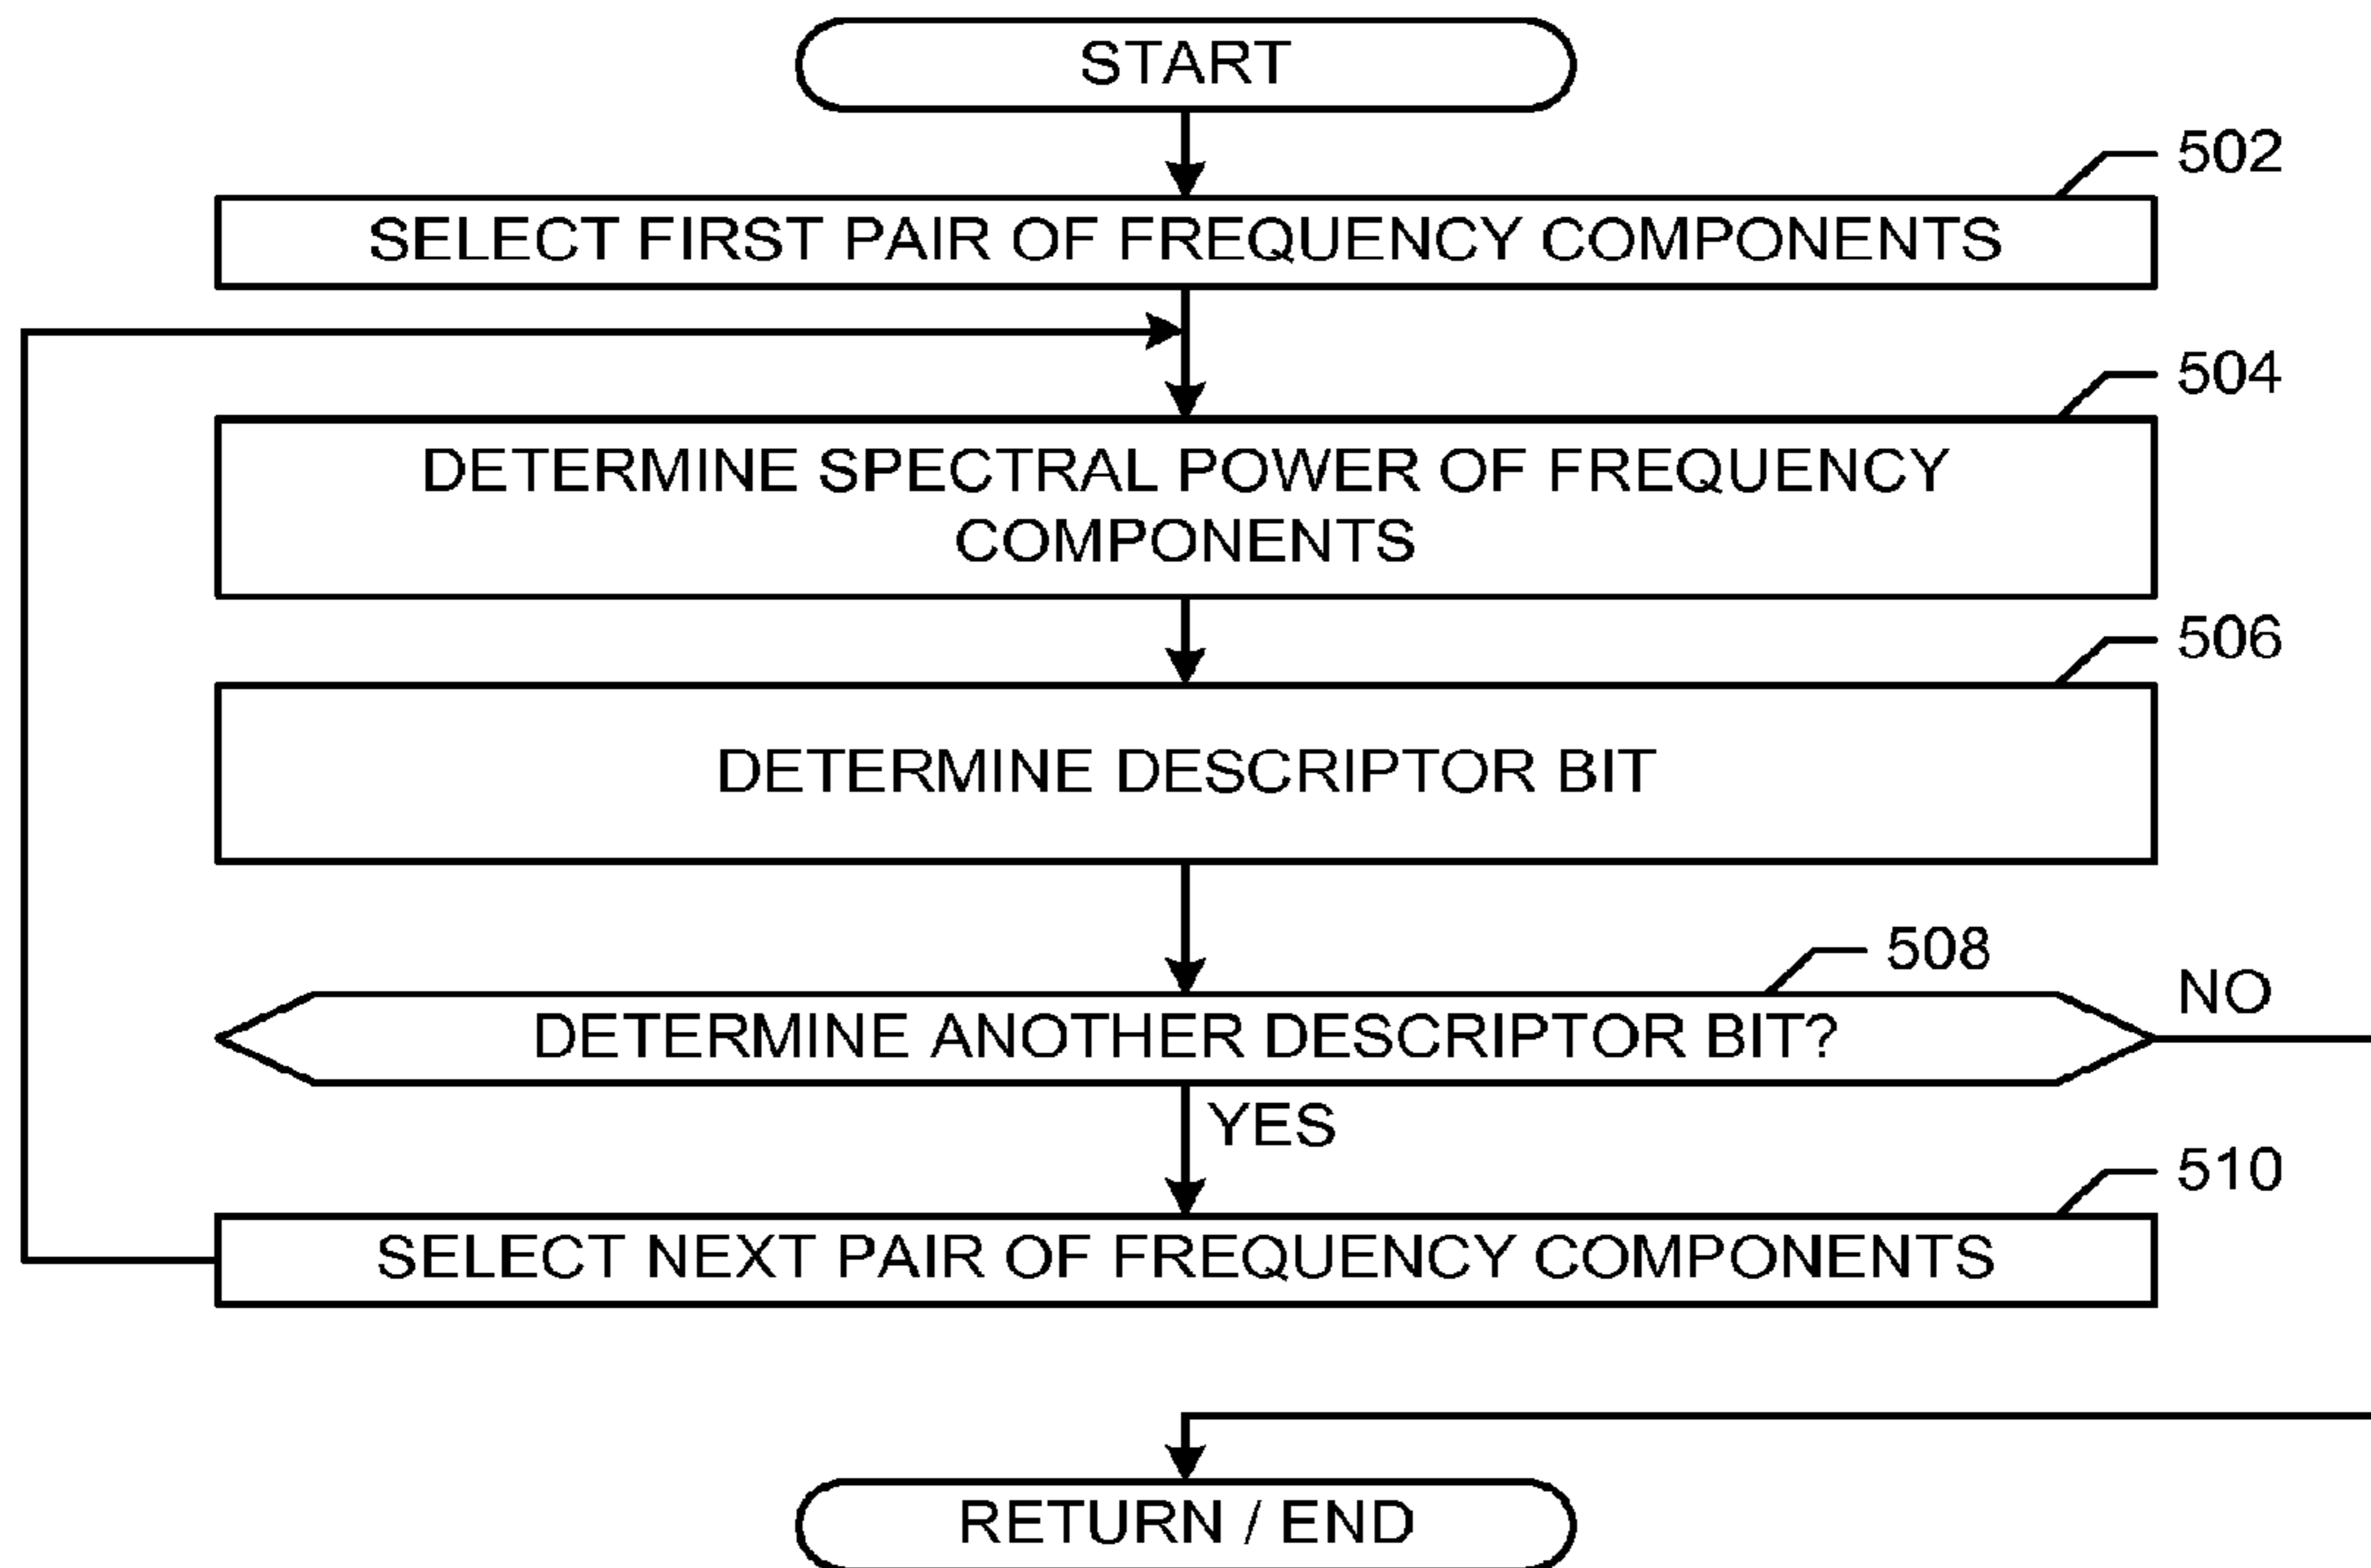 START
502
SELECT FIRST PAIR OF FREQUENCY COMPONENTS
504
DETERMINE SPECTRAL POWER OF FREQUENCY
COMPONENTS
506
DETERMINE DESCRIPTOR BIT
508
NO
DETERMINE ANOTHER DESCRIPTOR BIT?
YES
510
SELECT NEXT PAIR OF FREQUENCY COMPONENTS
RETURN / END